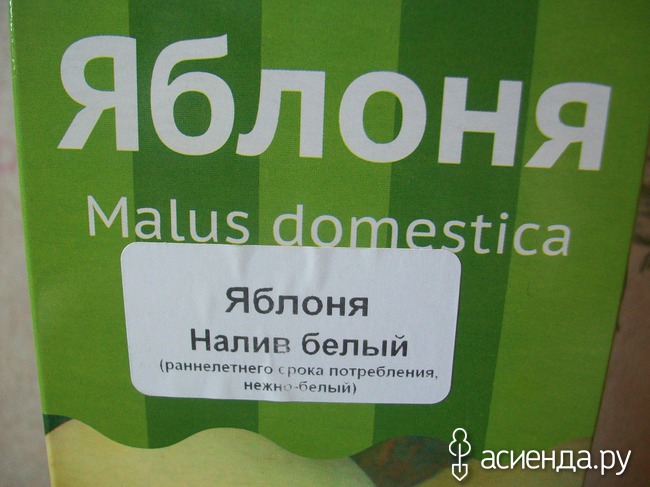 Яблоня
Malus domestica
Яблоня
Налив белый
(раннелетнего срока потребления,
нежно-белый)
асиенда.ру